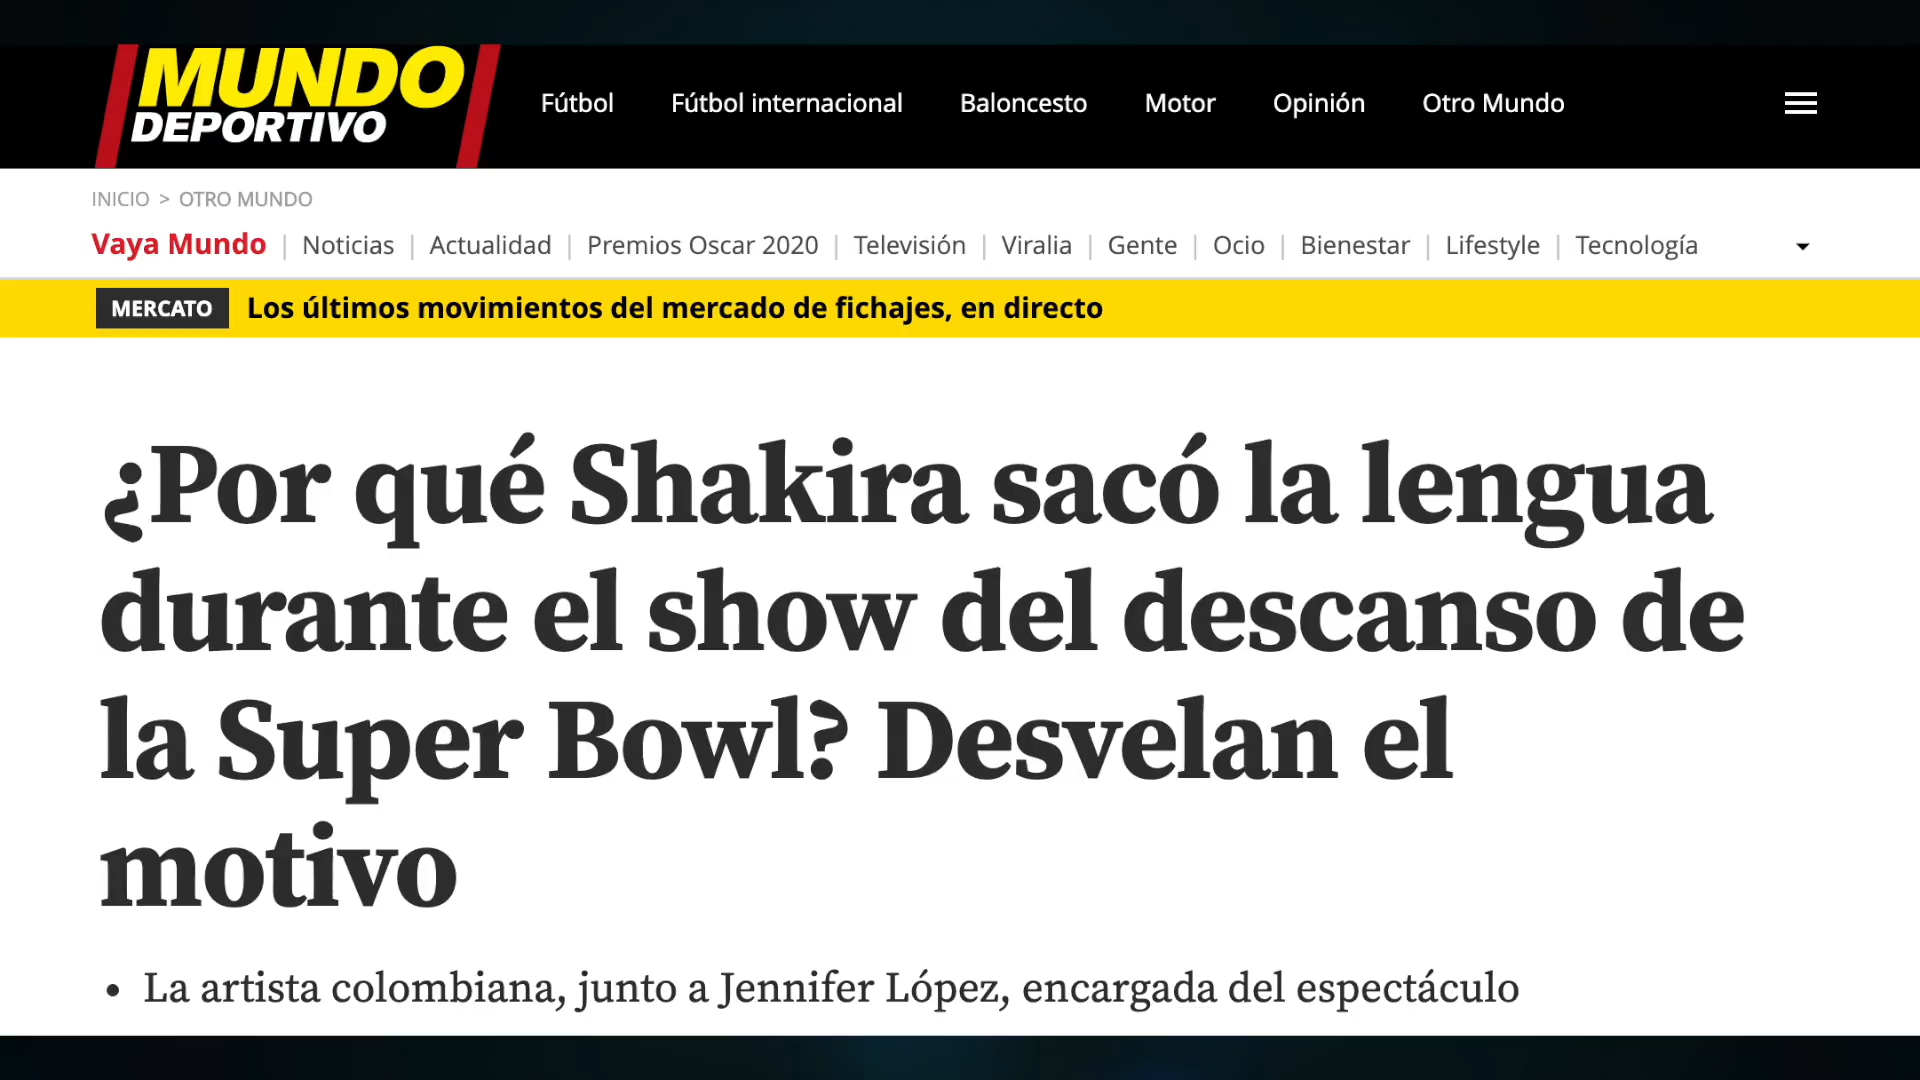 MUNDO
DEPORTIVO
Fútbol Fútbol internacional Baloncesto Motor Opinión Otro Mundo
INICIO > OTRO MUNDO
Vaya Mundo | Noticias | Actualidad | Premios Oscar 2020 | Televisión | Viralia | Gente | Ocio | Bienestar | Lifestyle | Tecnología
MERCATO Los últimos movimientos del mercado de fichajes, en directo
¿Por qué Shakira sacó la lengua
durante el show del descanso de
la Super Bowl? Desvelan el
motivo
• La artista colombiana, junto a Jennifer López, encargada del espectáculo